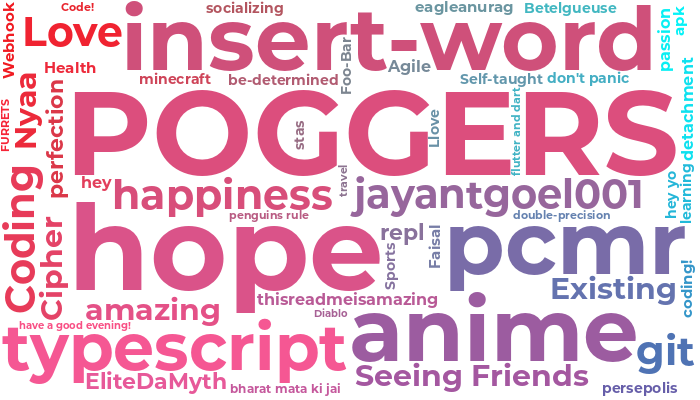 Webhook
Code!
socializing
eagleanurag
Betelgueuse
passion
apk
Love
insert-word
Health
minecraft
be-determined
Foo-Bar
Agile
Self-taught
don't panic
FURRETS
Nyaa
perfection
POGGERS
stas
Llove
flutter and dart
detachment
hey
travel
happiness
jayantgoel001
hey yo
learning
Coding
Cipher
penguins rule
double-precision
hope
repl
Faisal
pcmr
Sports
Existing
coding!
amazing
thisreadmeisamazing
Diablo
have a good evening!
typescript
anime
git
EliteDaMyth
bharat mata ki jai
Seeing Friends
persepolis